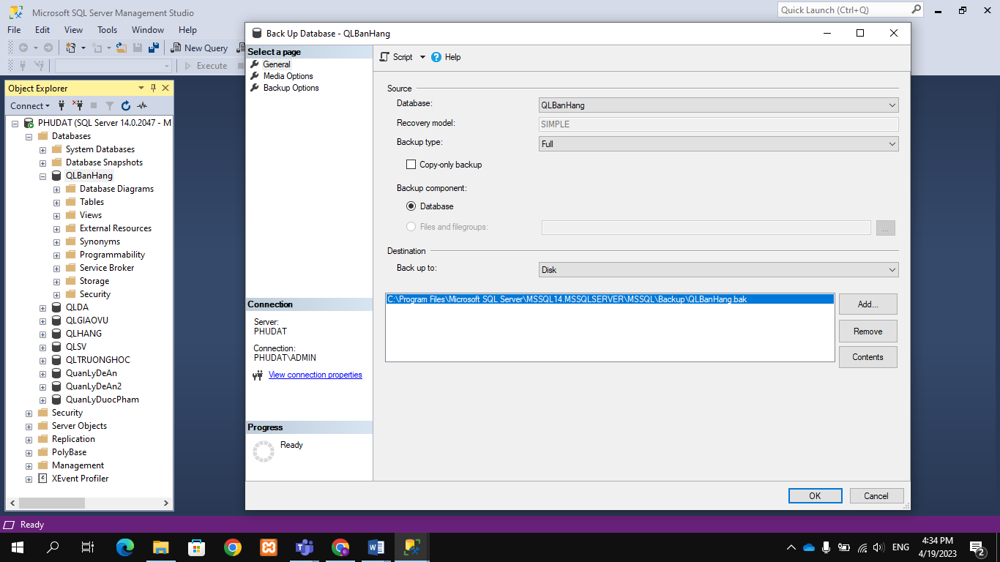 Microsoft SQL Server Management Studio
Quick Launch (Ctrl+Q)
File Edit View Tools Window Help
New Query
Execute
Object Explorer
Connect
PHUDAT (SQL Server 14.0.2047 - M
Databases
System Databases
Database Snapshots
QLBanHang
Database Diagrams
Tables
Views
External Resources
Synonyms
Programmability
Service Broker
Storage
Security
QLDA
QLGIAOVU
QLHANG
QLSV
QLTRUONGHOC
QuanLyDeAn
QuanLyDeAn2
QuanLyDuocPham
Security
Server Objects
Replication
PolyBase
Management
XEvent Profiler
Back Up Database - QLBanHang
Select a page
General
Media Options
Backup Options
Connection
Server:
PHUDAT
Connection:
PHUDAT\ADMIN
View connection properties
Progress
Ready
Script Help
Source
Database: QLBanHang
Recovery model: SIMPLE
Backup type: Full
Copy-only backup
Backup component:
Database
Files and filegroups:
...
Destination
Back up to: Disk
C:\Program Files\Microsoft SQL Server\MSSQL14.MSSQLSERVER\MSSQL\Backup\QLBanHang.bak
Add...
Remove
Contents
OK Cancel
Ready
ENG
4:34 PM
4/19/2023
2